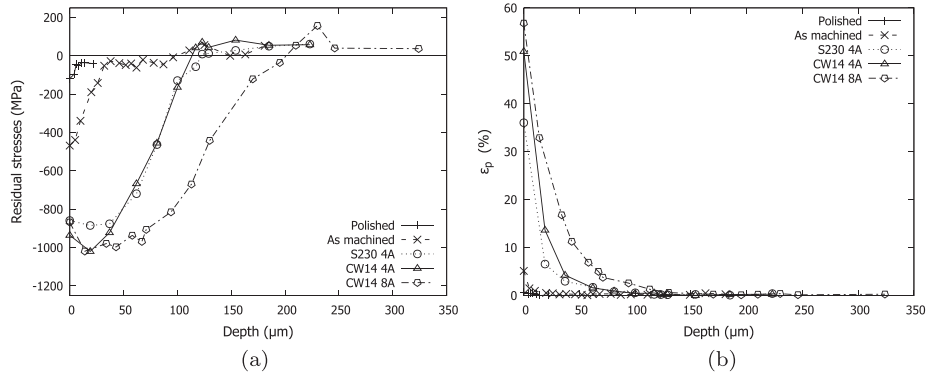 200
0
-200
-400
-600
-800
-1000
-1200
Residual stresses (MPa)
0 50 100 150 200 250 300 350
Depth (µm)
Polished
As machined
S230 4A
CW14 4A
CW14 8A
(a)
60
50
40
30
20
10
0
εp (%)
0 50 100 150 200 250 300 350
Depth (µm)
Polished
As machined
S230 4A
CW14 4A
CW14 8A
(b)